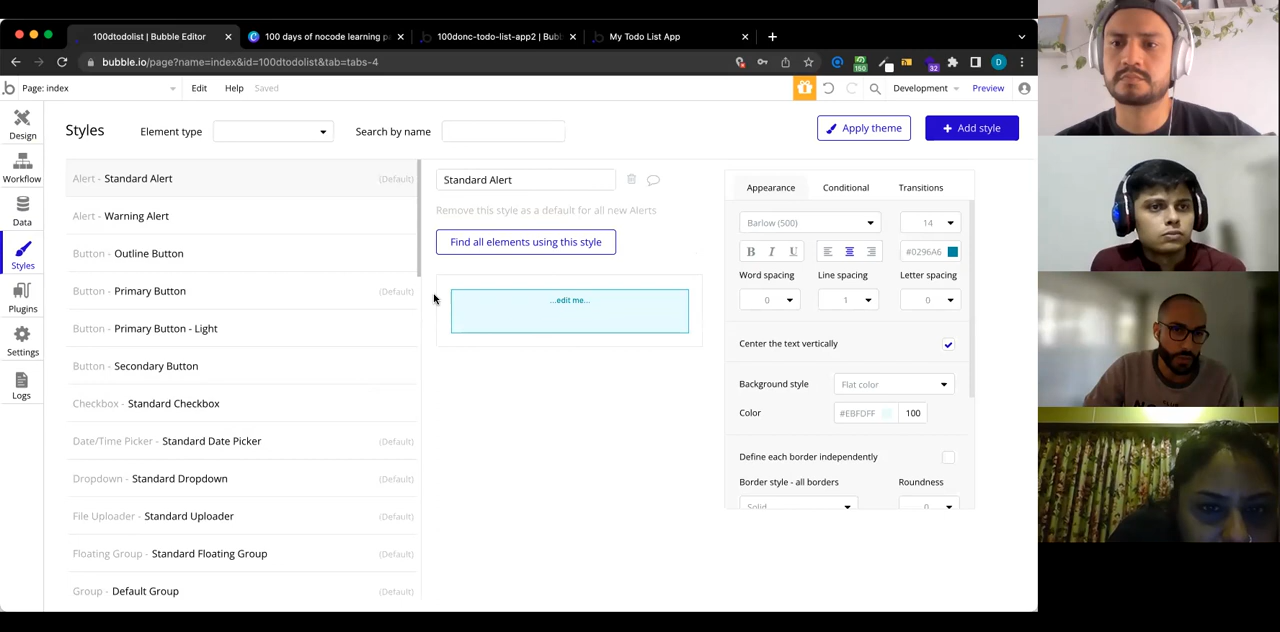 100dtodolist | Bubble Editor
100 days of nocode learning p
100donc-todo-list-app2 | Bubb
My Todo List App
bubble.io/page?name=index&id=100dtodolist&tab=tabs-4
150
32
D
Page: index
Edit
Help
Saved
Development
Preview
Design
Workflow
Data
Styles
Plugins
Settings
Logs
Styles
Element type
Search by name
Apply theme
+ Add style
Alert - Standard Alert (Default)
Alert - Warning Alert
Button - Outline Button
Button - Primary Button (Default)
Button - Primary Button - Light
Button - Secondary Button
Checkbox - Standard Checkbox
Date/Time Picker - Standard Date Picker (Default)
Dropdown - Standard Dropdown (Default)
File Uploader - Standard Uploader (Default)
Floating Group - Standard Floating Group (Default)
Group - Default Group (Default)
Standard Alert
Remove this style as a default for all new Alerts
Find all elements using this style
...edit me...
Appearance
Conditional
Transitions
Barlow (500)
14
B I U
#0296A6
Word spacing
Line spacing
Letter spacing
0
1
0
Center the text vertically
Background style
Flat color
Color
#EBFDFF
100
Define each border independently
Border style - all borders
Roundness
Solid
0